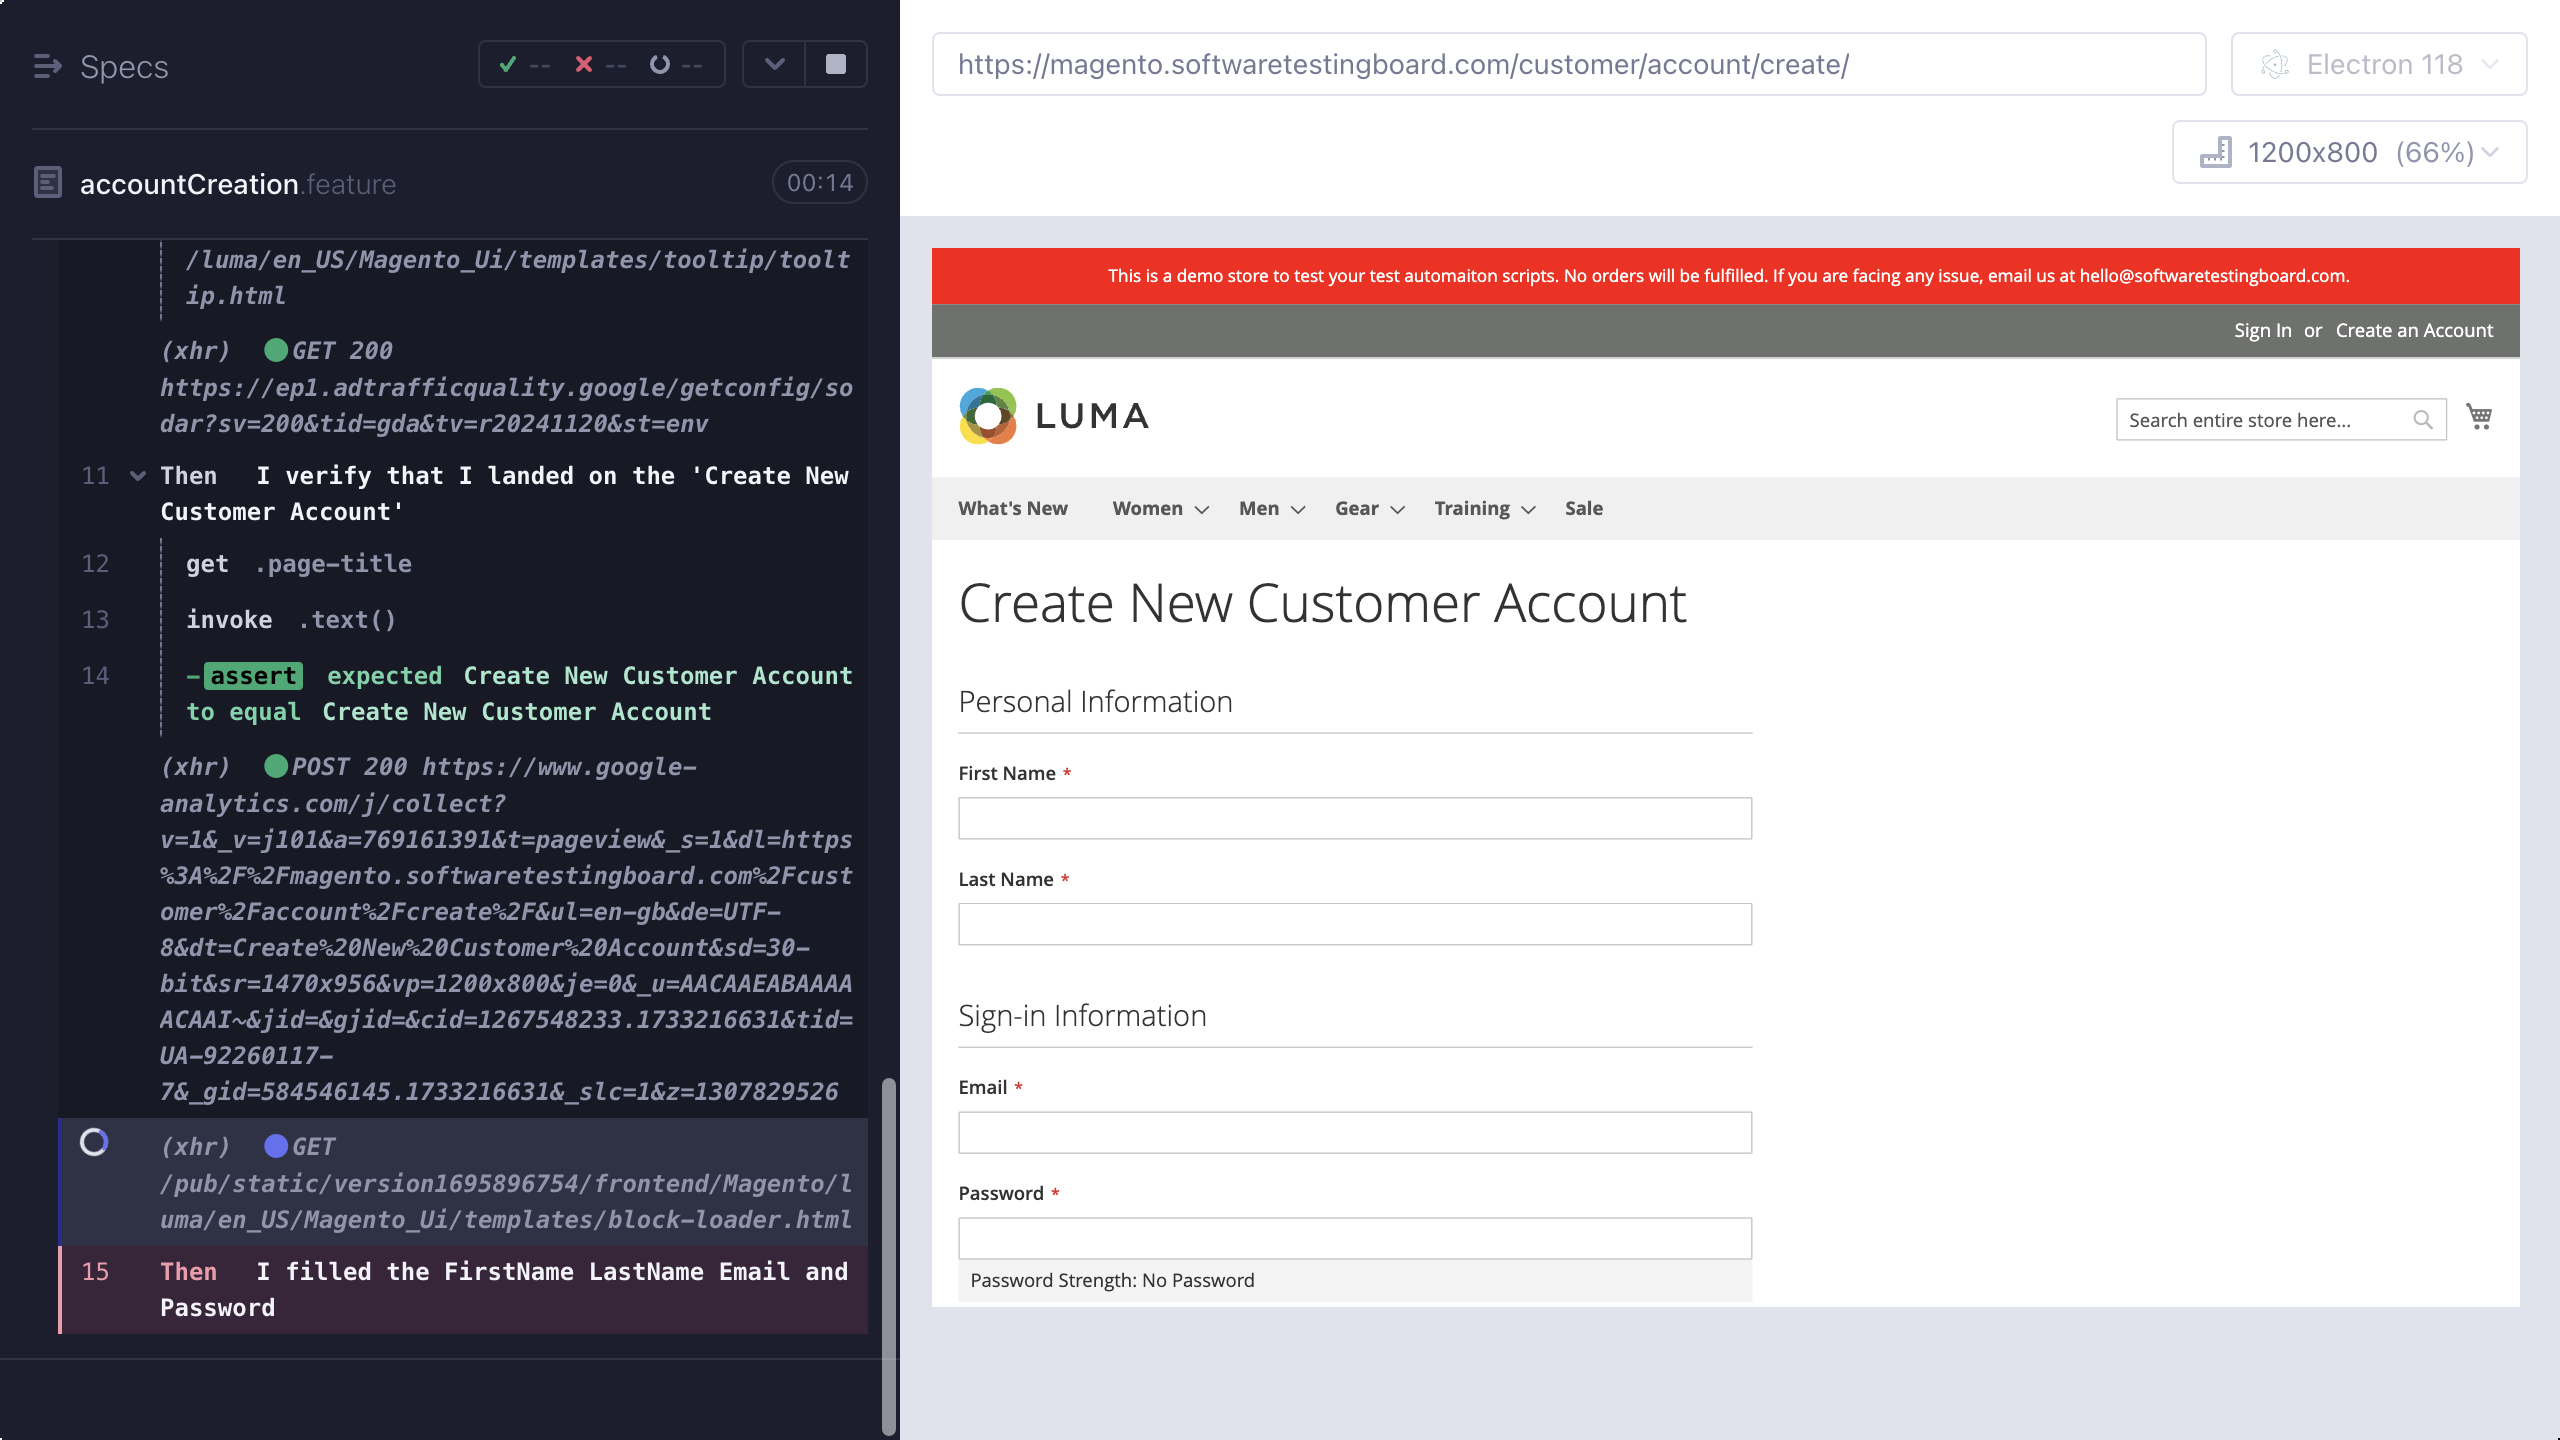 Specs
-- -- --
accountCreation.feature
00:14
/luma/en_US/Magento_Ui/templates/tooltip/toolt
ip.html
(xhr) GET 200
https://ep1.adtrafficquality.google/getconfig/so
dar?sv=200&tid=gda&tv=r20241120&st=env
11 Then I verify that I landed on the 'Create New
Customer Account'
12 get .page-title
13 invoke .text()
14 -assert expected Create New Customer Account
to equal Create New Customer Account
(xhr) POST 200 https://www.google-
analytics.com/j/collect?
v=1&_v=j101&a=769161391&t=pageview&_s=1&dl=https
%3A%2F%2Fmagento.softwaretestingboard.com%2Fcust
omer%2Faccount%2Fcreate%2F&ul=en-gb&de=UTF-
8&dt=Create%20New%20Customer%20Account&sd=30-
bit&sr=1470x956&vp=1200x800&je=0&_u=AACAAEABAAAA
ACAAI~&jid=&gjid=&cid=1267548233.1733216631&tid=
UA-92260117-
7&_gid=584546145.1733216631&_slc=1&z=1307829526
(xhr) GET
/pub/static/version1695896754/frontend/Magento/l
uma/en_US/Magento_Ui/templates/block-loader.html
15 Then I filled the FirstName LastName Email and
Password
https://magento.softwaretestingboard.com/customer/account/create/
Electron 118
1200x800 (66%)
This is a demo store to test your test automaiton scripts. No orders will be fulfilled. If you are facing any issue, email us at hello@softwaretestingboard.com.
Sign In or Create an Account
LUMA
Search entire store here...
What's New Women Men Gear Training Sale
Create New Customer Account
Personal Information
First Name *
Last Name *
Sign-in Information
Email *
Password *
Password Strength: No Password